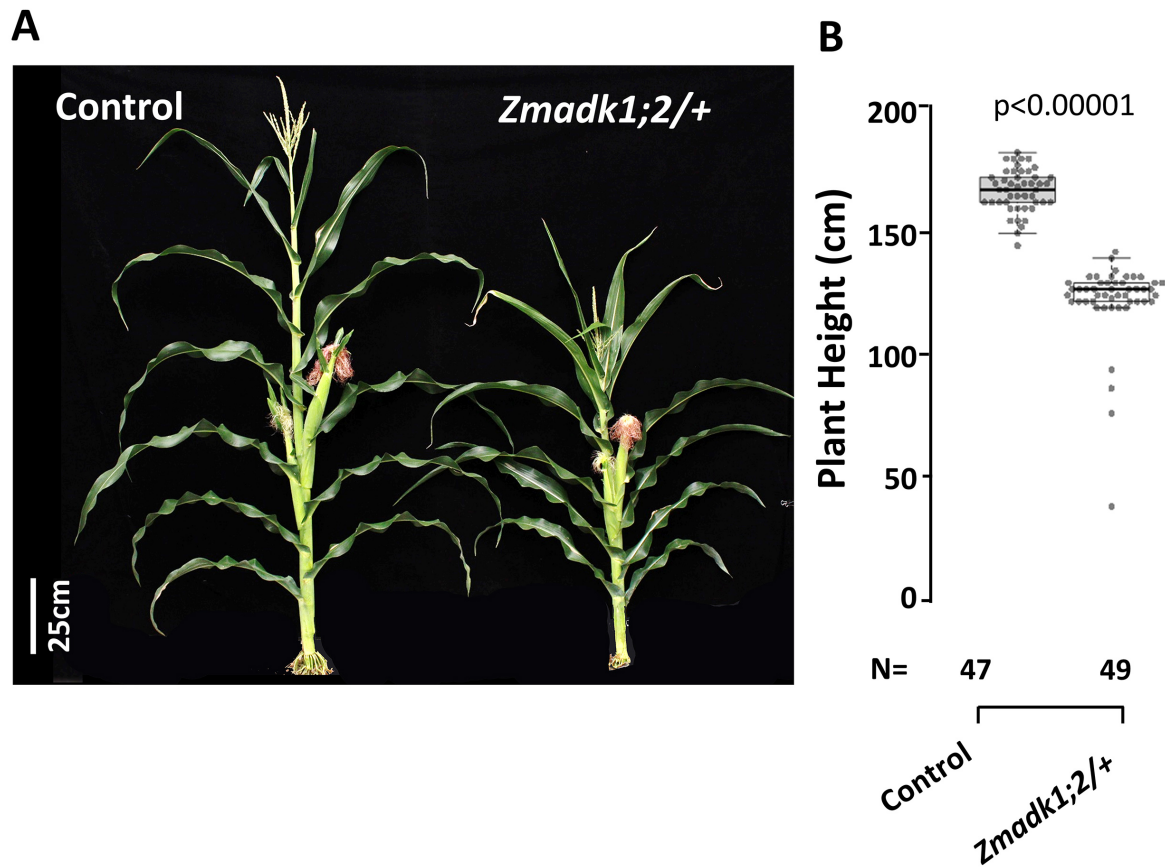 A
Control
Zmadk1;2/+
25cm
B
p<0.00001
Plant Height (cm)
200
150
100
50
0
N=
47
49
Control
Zmadk1;2/+